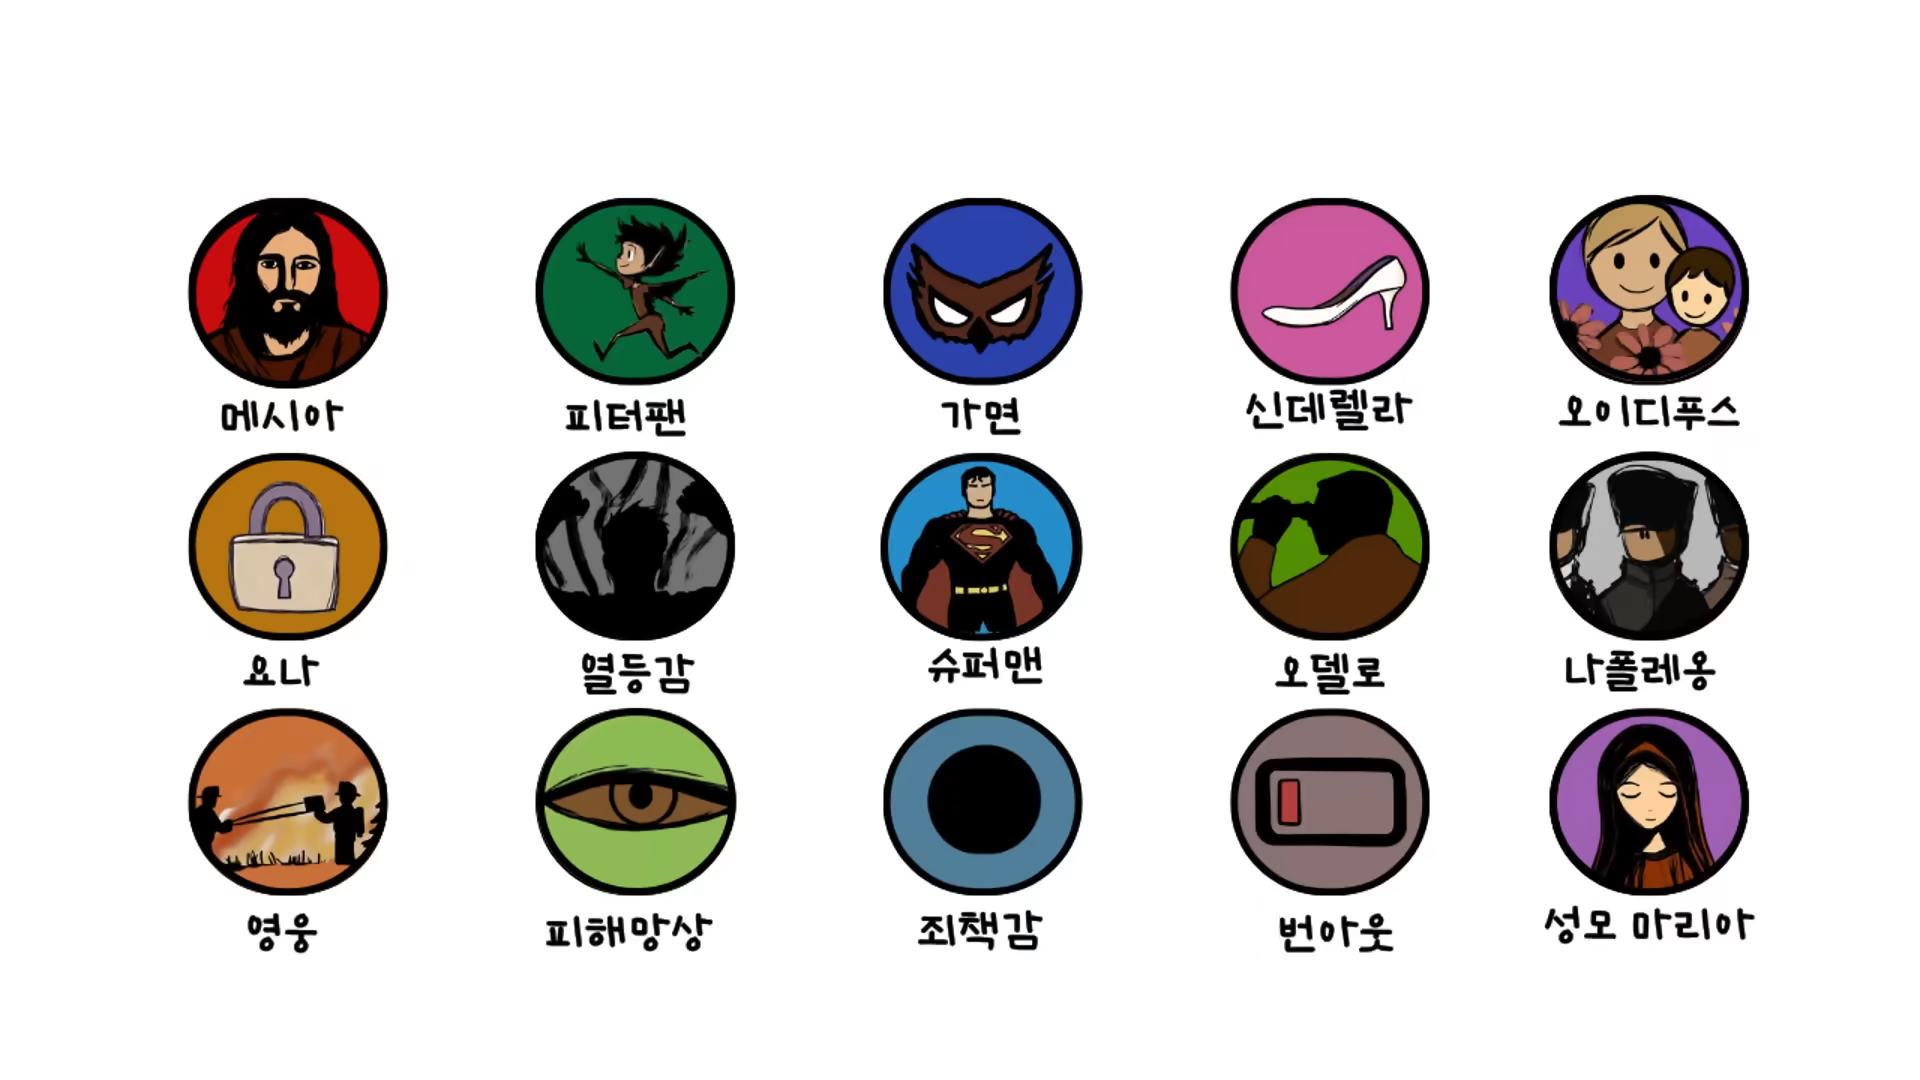 메시아
피터팬
가면
신데렐라
오이디푸스
요나
열등감
슈퍼맨
오델로
나폴레옹
영웅
피해망상
죄책감
번아웃
성모 마리아